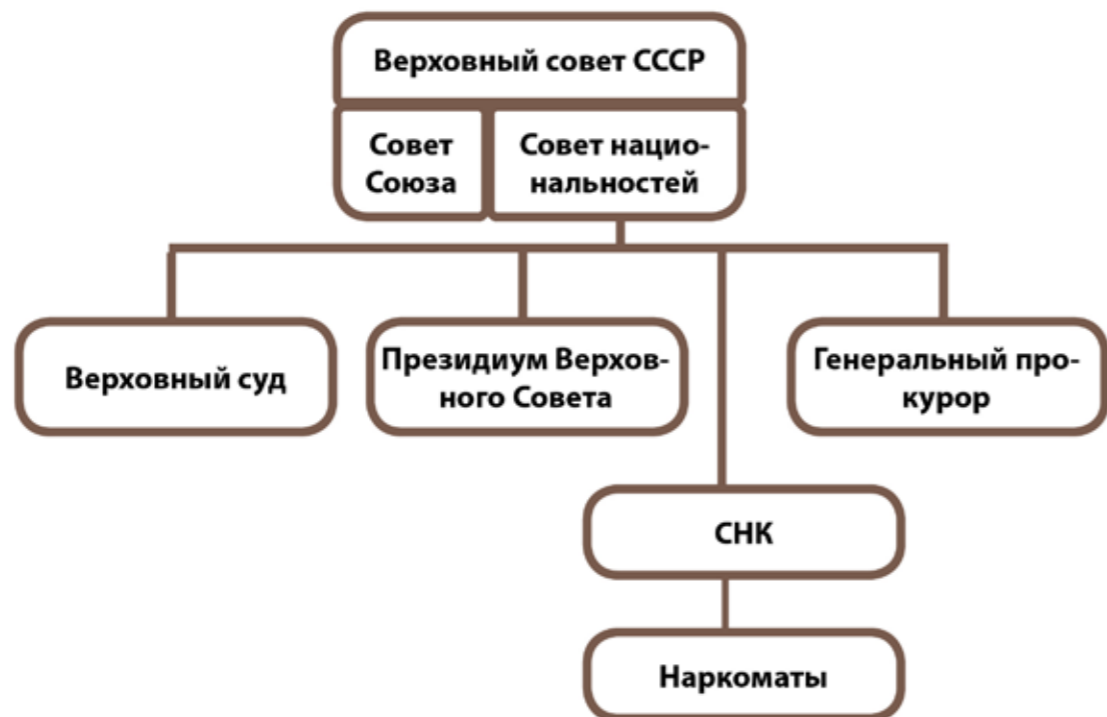 Верховный совет СССР
Совет
Союза
Совет нацио-
нальностей
Верховный суд
Президиум Верхов-
ного Совета
Генеральный про-
курор
СНК
Наркоматы